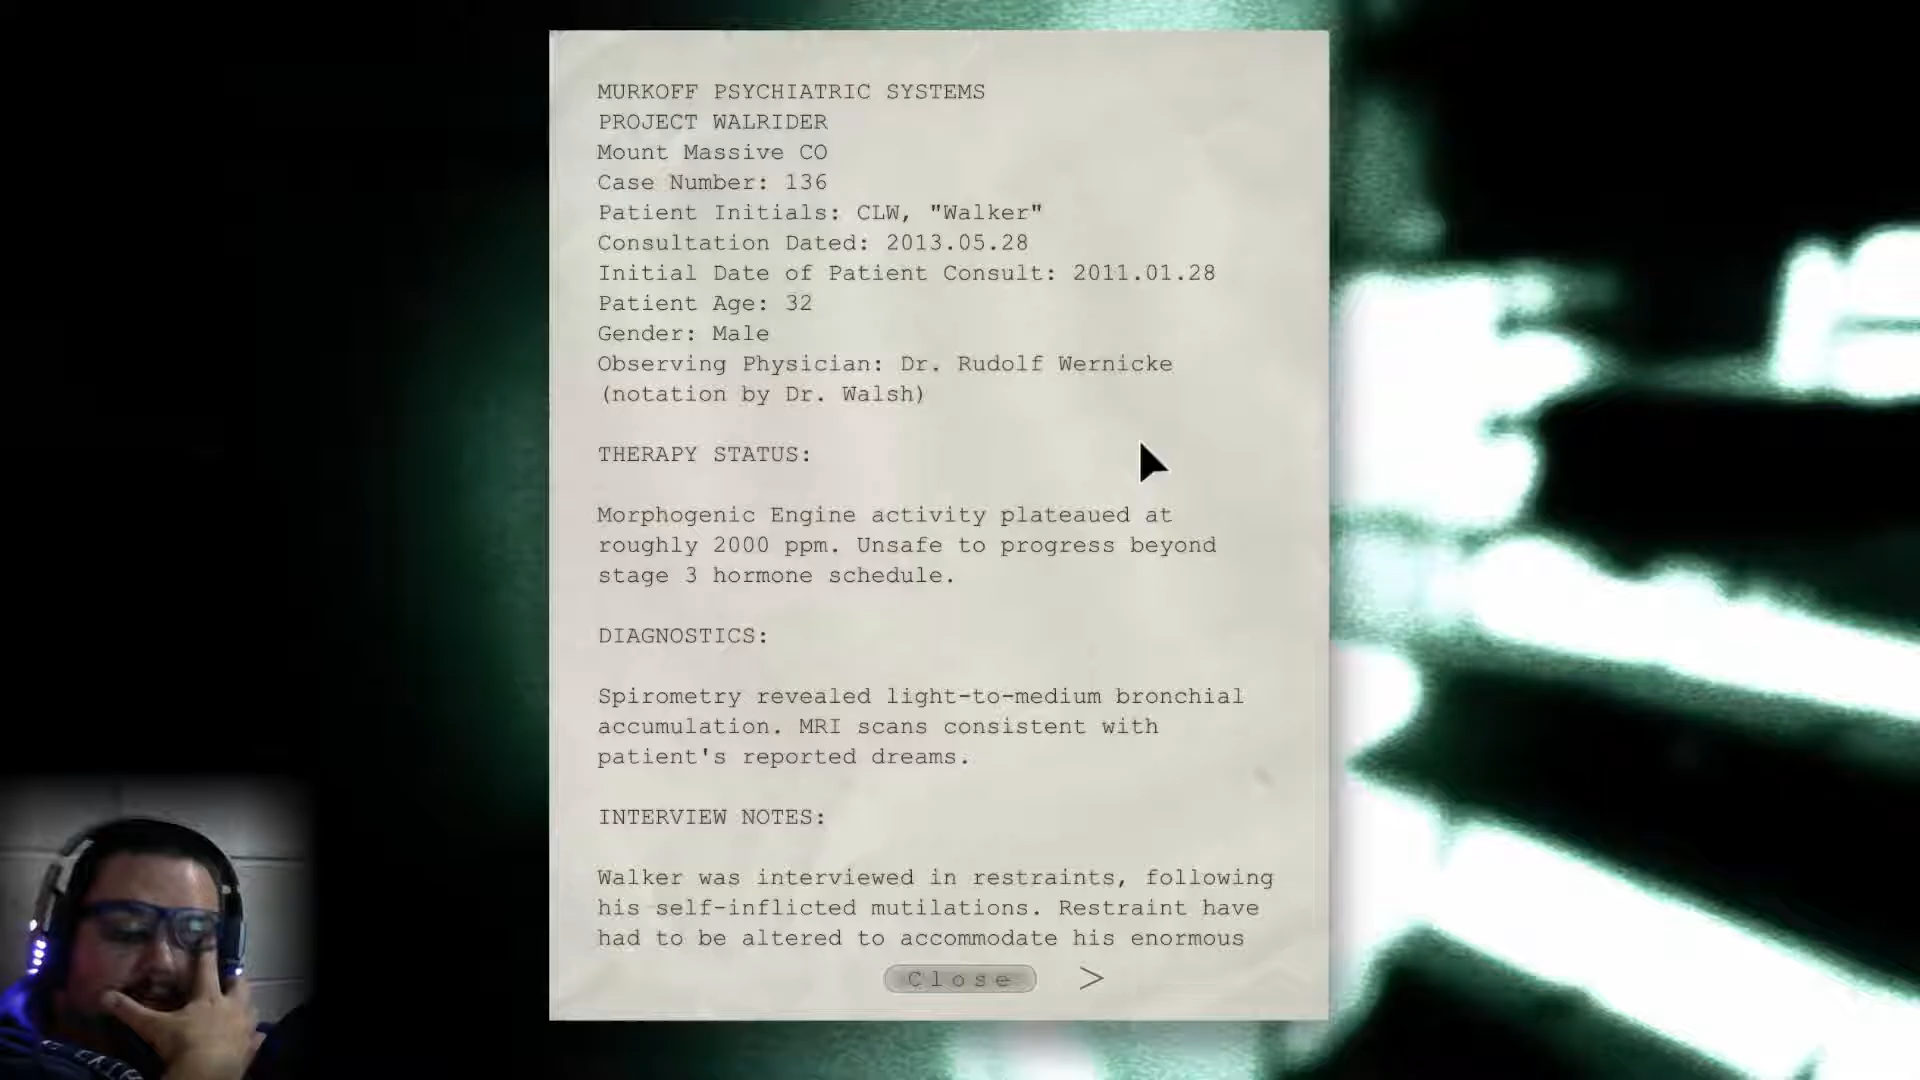 MURKOFF PSYCHIATRIC SYSTEMS
PROJECT WALRIDER
Mount Massive CO
Case Number: 136
Patient Initials: CLW, "Walker"
Consultation Dated: 2013.05.28
Initial Date of Patient Consult: 2011.01.28
Patient Age: 32
Gender: Male
Observing Physician: Dr. Rudolf Wernicke
(notation by Dr. Walsh)
THERAPY STATUS:
Morphogenic Engine activity plateaued at
roughly 2000 ppm. Unsafe to progress beyond
stage 3 hormone schedule.
DIAGNOSTICS:
Spirometry revealed light-to-medium bronchial
accumulation. MRI scans consistent with
patient's reported dreams.
INTERVIEW NOTES:
Walker was interviewed in restraints, following
his self-inflicted mutilations. Restraint have
had to be altered to accommodate his enormous
Close >